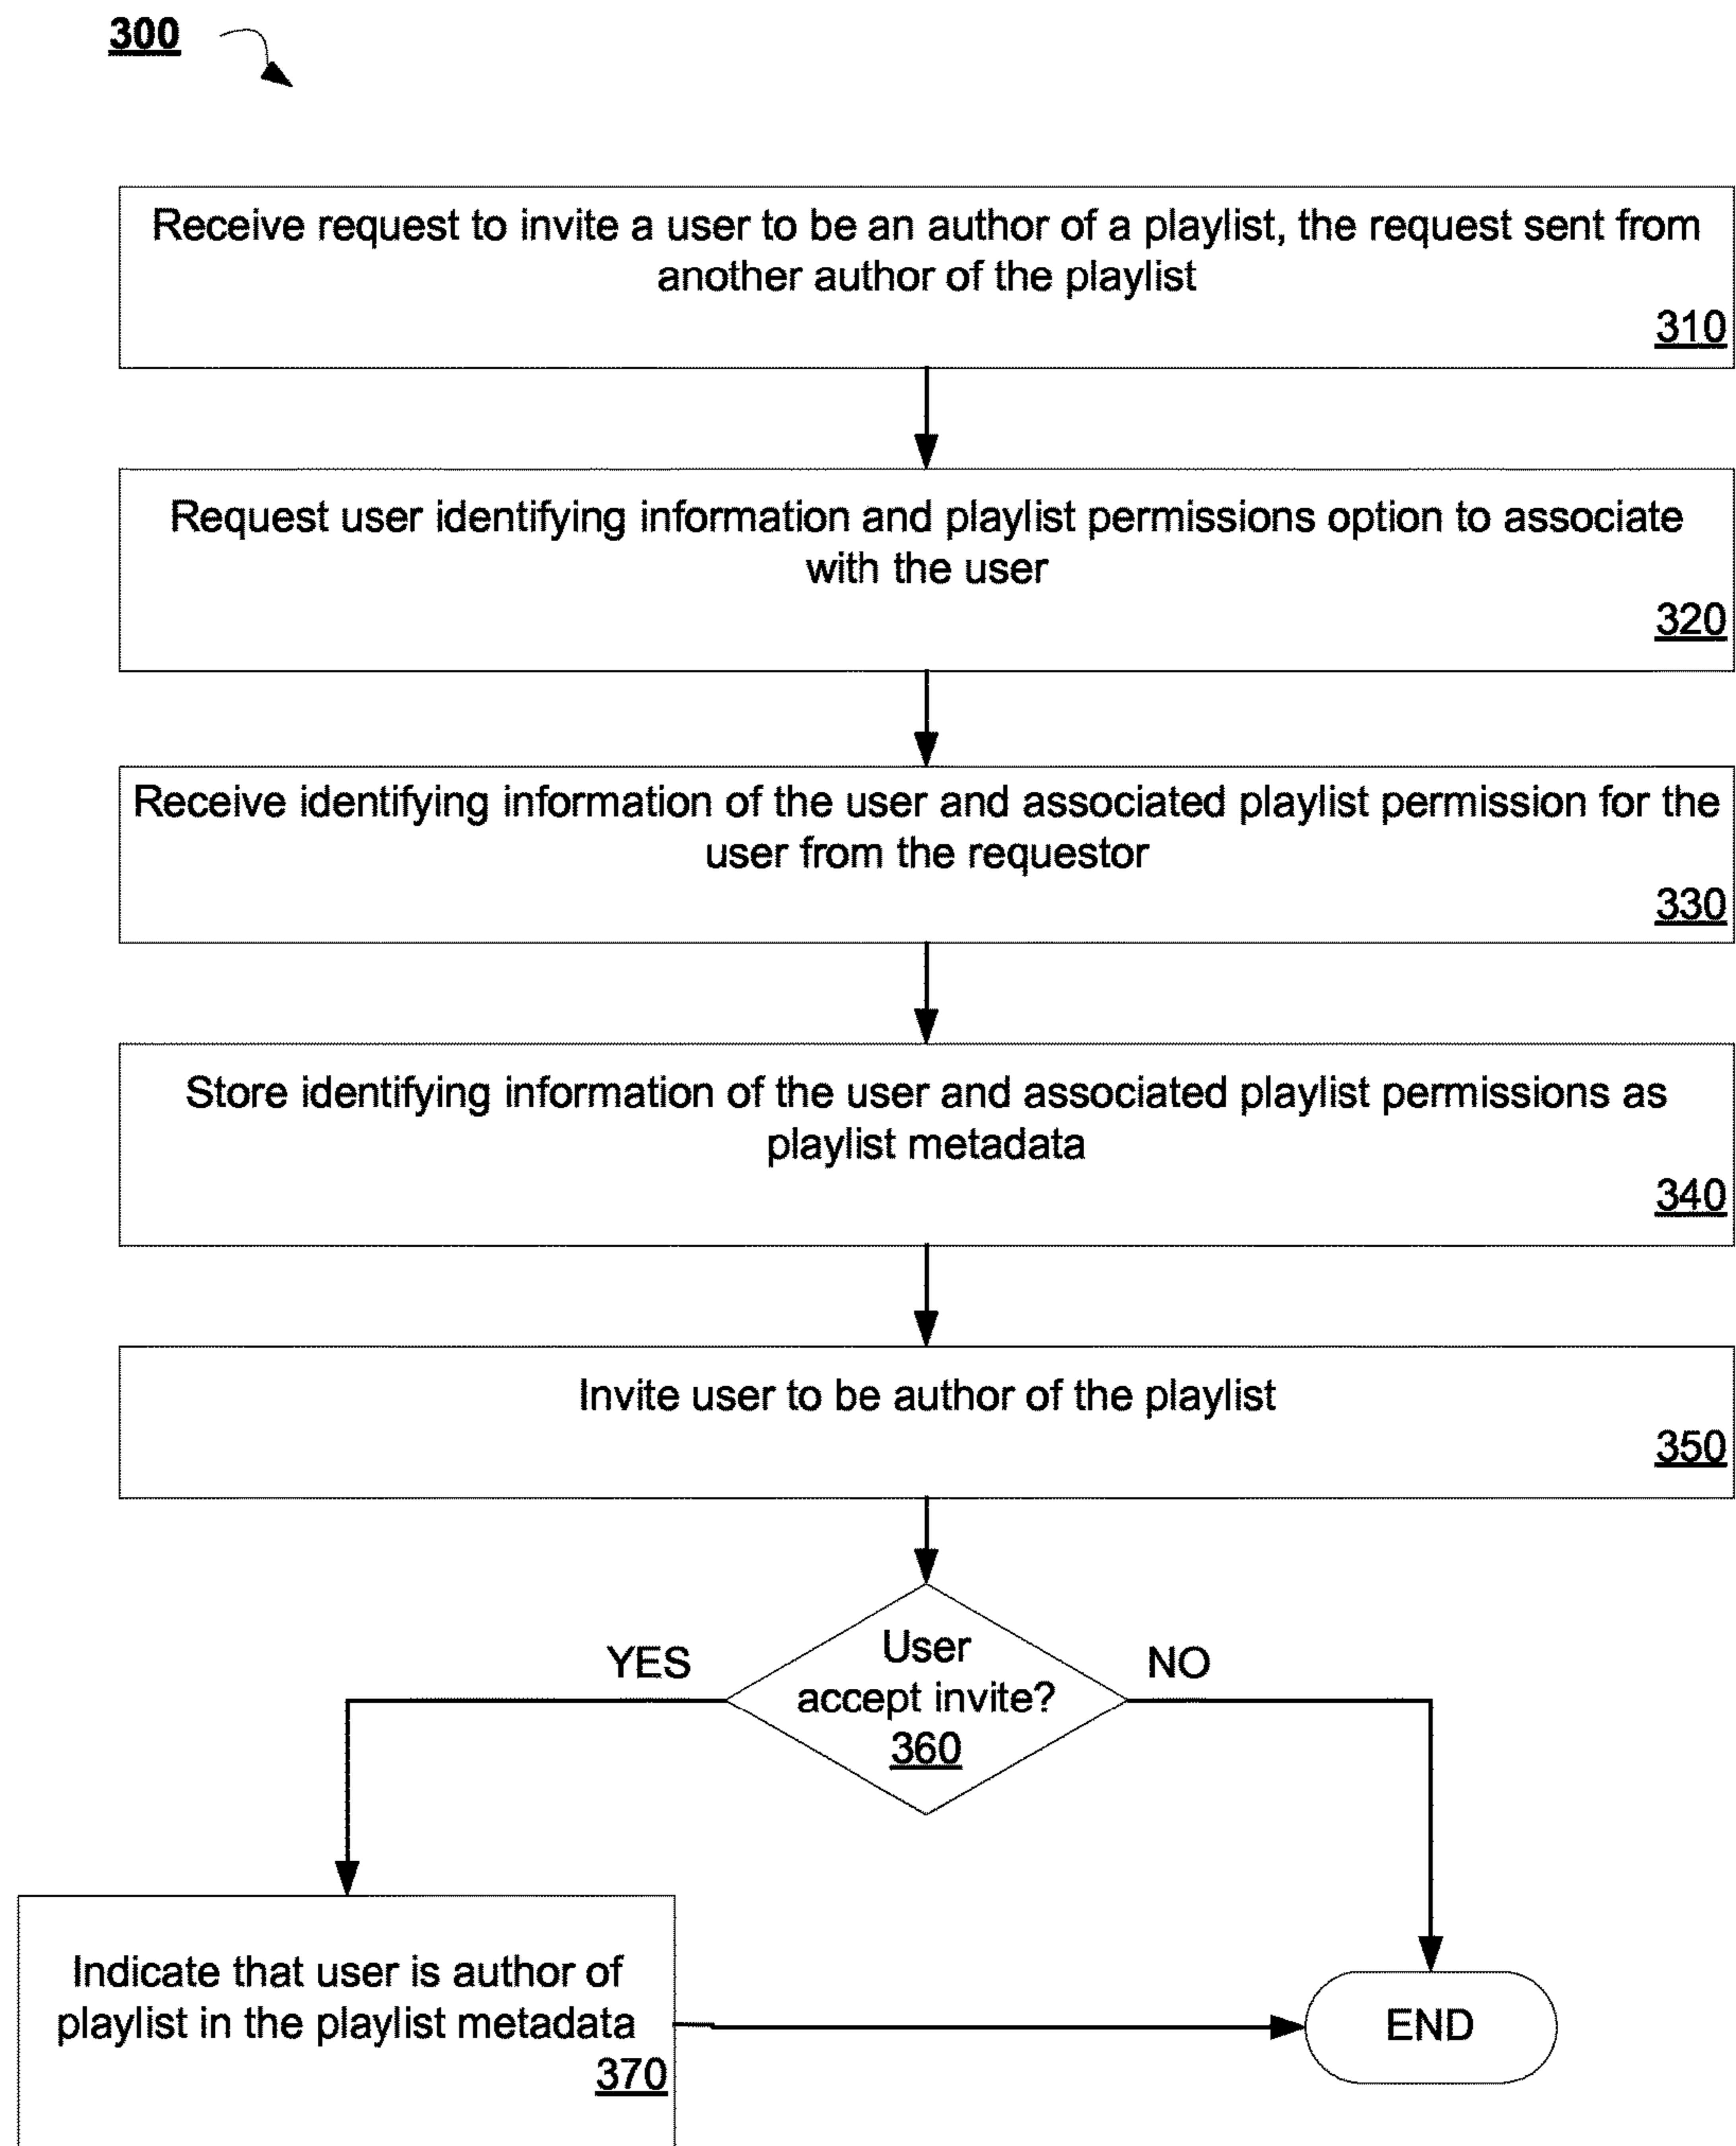 300
Receive request to invite a user to be an author of a playlist, the request sent from
another author of the playlist
310
Request user identifying information and playlist permissions option to associate
with the user
320
Receive identifying information of the user and associated playlist permission for the
user from the requestor
330
Store identifying information of the user and associated playlist permissions as
playlist metadata
340
Invite user to be author of the playlist
350
User
accept invite?
360
YES
NO
Indicate that user is author of
playlist in the playlist metadata
370
END